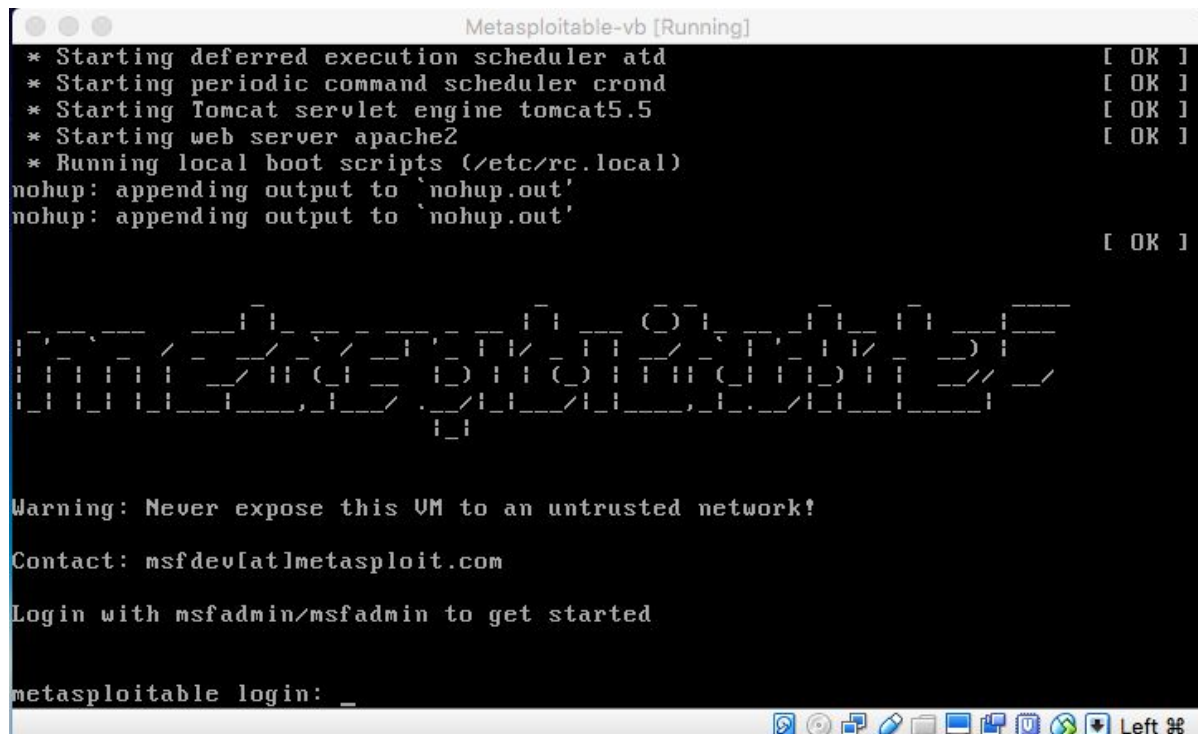 Metasploitable-vb [Running]
* Starting deferred execution scheduler atd [ OK ]
* Starting periodic command scheduler crond [ OK ]
* Starting Tomcat servlet engine tomcat5.5 [ OK ]
* Starting web server apache2 [ OK ]
* Running local boot scripts (/etc/rc.local)
nohup: appending output to `nohup.out'
nohup: appending output to `nohup.out'
[ OK ]
metasploitable2
Warning: Never expose this VM to an untrusted network!
Contact: msfdev[at]metasploit.com
Login with msfadmin/msfadmin to get started
metasploitable login: _
Left ⌘